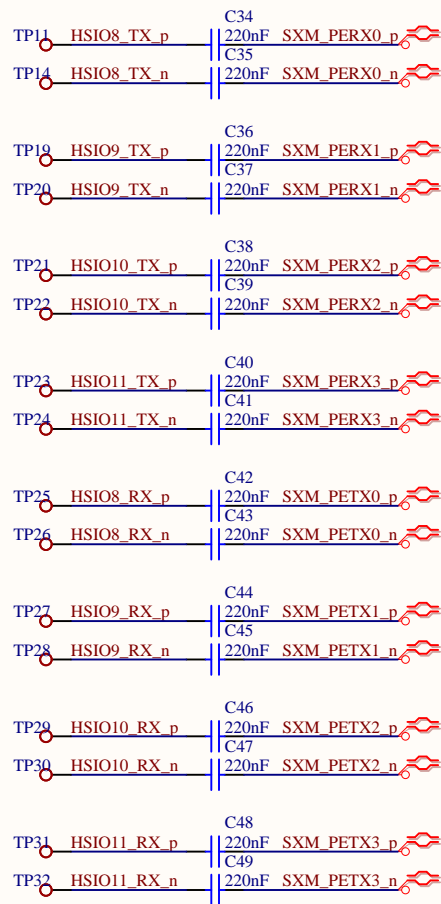 C34
TP11 HSIO8_TX_p 220nF SXM_PERX0_p
C35
TP14 HSIO8_TX_n 220nF SXM_PERX0_n
C36
TP19 HSIO9_TX_p 220nF SXM_PERX1_p
C37
TP20 HSIO9_TX_n 220nF SXM_PERX1_n
C38
TP21 HSIO10_TX_p 220nF SXM_PERX2_p
C39
TP22 HSIO10_TX_n 220nF SXM_PERX2_n
C40
TP23 HSIO11_TX_p 220nF SXM_PERX3_p
C41
TP24 HSIO11_TX_n 220nF SXM_PERX3_n
C42
TP25 HSIO8_RX_p 220nF SXM_PETX0_p
C43
TP26 HSIO8_RX_n 220nF SXM_PETX0_n
C44
TP27 HSIO9_RX_p 220nF SXM_PETX1_p
C45
TP28 HSIO9_RX_n 220nF SXM_PETX1_n
C46
TP29 HSIO10_RX_p 220nF SXM_PETX2_p
C47
TP30 HSIO10_RX_n 220nF SXM_PETX2_n
C48
TP31 HSIO11_RX_p 220nF SXM_PETX3_p
C49
TP32 HSIO11_RX_n 220nF SXM_PETX3_n